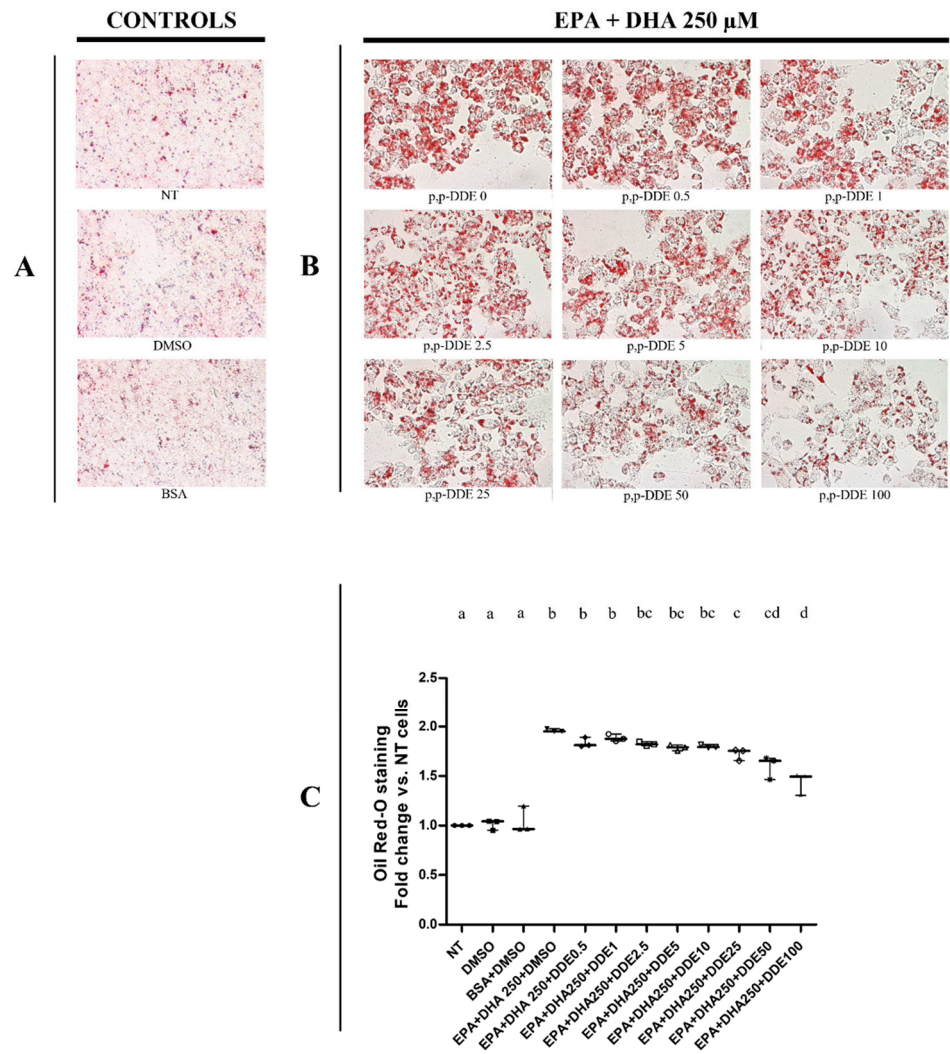 CONTROLS
EPA + DHA 250 µM
A
NT
DMSO
BSA
B
p,p-DDE 0
p,p-DDE 0.5
p,p-DDE 1
p,p-DDE 2.5
p,p-DDE 5
p,p-DDE 10
p,p-DDE 25
p,p-DDE 50
p,p-DDE 100
C
a a a b b b bc bc bc c cd d
Oil Red-O staining
Fold change vs. NT cells
2.5
2.0
1.5
1.0
0.5
0.0
NT
DMSO
BSA+DMSO
EPA+DHA 250+DMSO
EPA+DHA 250+DDE0.5
EPA+DHA250+DDE1
EPA+DHA250+DDE2.5
EPA+DHA250+DDE5
EPA+DHA250+DDE10
EPA+DHA250+DDE25
EPA+DHA250+DDE50
EPA+DHA250+DDE100